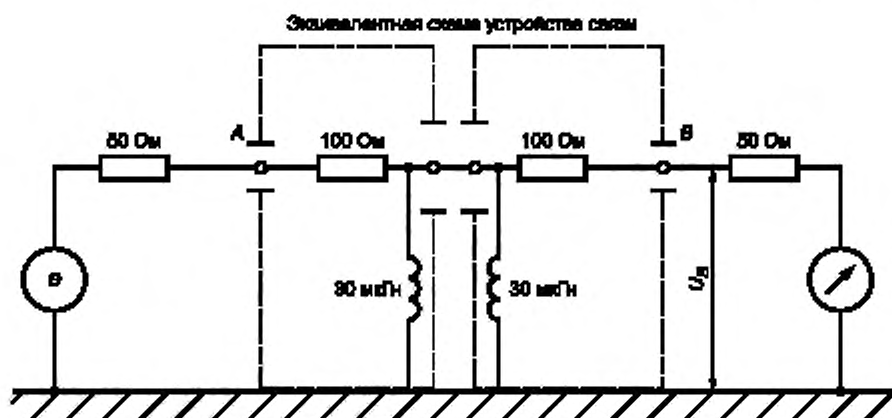 Эквивалентная схема устройства связи
50 Ом
A
100 Ом
100 Ом
B
50 Ом
G
30 мкГн
30 мкГн
U_B